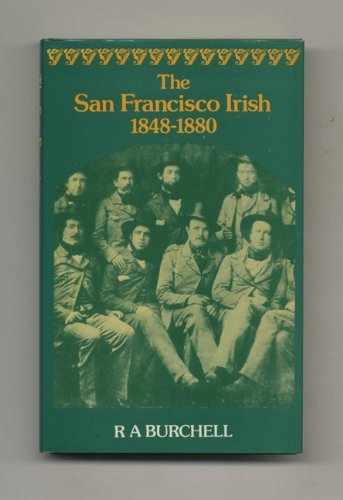 The
San Francisco Irish
1848-1880
R A BURCHELL